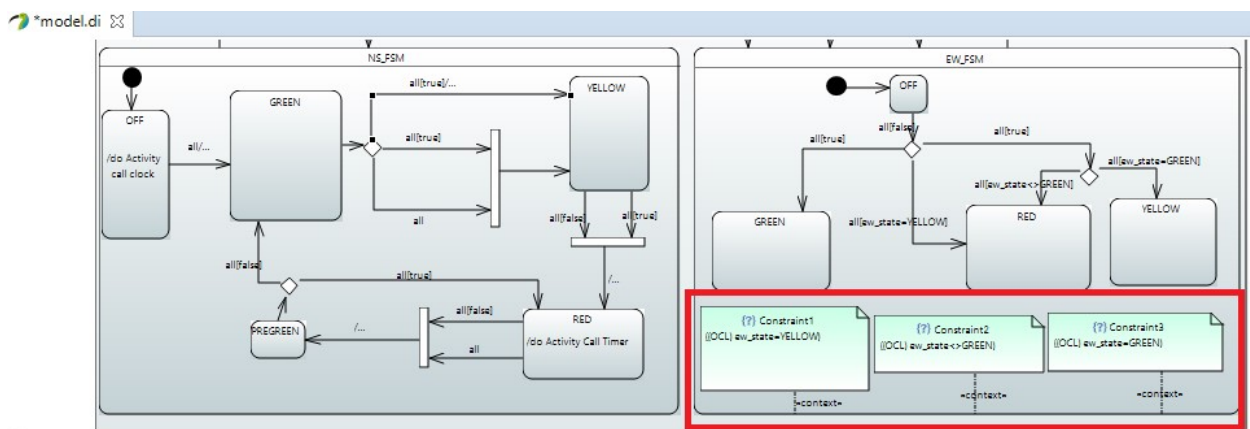 *model.di
NS_FSM
OFF
/do Activity
call clock
all/...
GREEN
all[true]/...
all[true]
all
YELLOW
all[false]
all[true]
/...
RED
/do Activity Call Timer
all[false]
all
/...
PREGREEN
all[false]
all[true]
EW_FSM
OFF
all[false]
all[true]
all[true]
all[ew_state=GREEN]
all[ew_state<>GREEN]
all[ew_state=YELLOW]
GREEN
RED
YELLOW
{?} Constraint1
{(OCL) ew_state=YELLOW}
«context»
{?} Constraint2
{(OCL) ew_state<>GREEN}
«context»
{?} Constraint3
{(OCL) ew_state=GREEN}
«context»